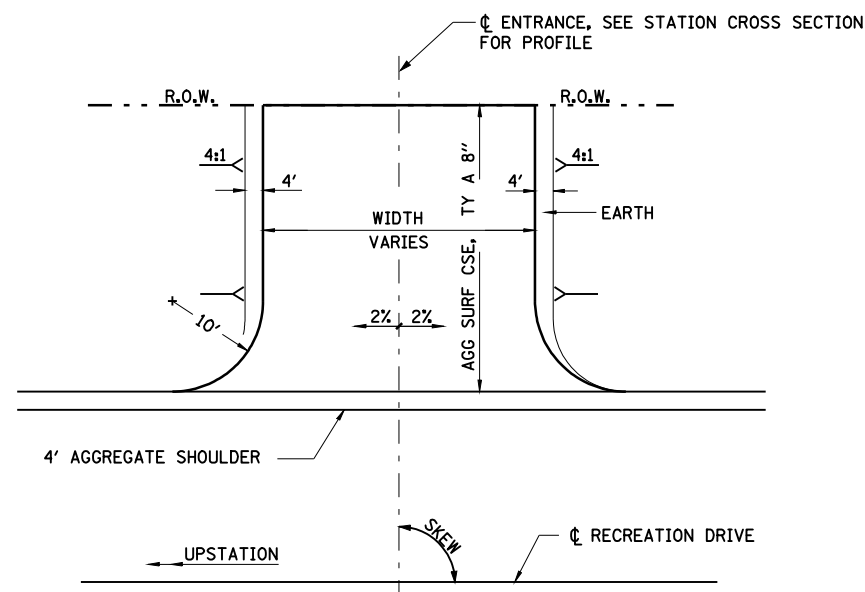 ℄ ENTRANCE, SEE STATION CROSS SECTION
FOR PROFILE
R.O.W.
R.O.W.
4:1
4:1
4'
4'
WIDTH
VARIES
EARTH
AGG SURF CSE, TY A 8"
10'
2% 2%
4' AGGREGATE SHOULDER
SKEW
℄ RECREATION DRIVE
UPSTATION